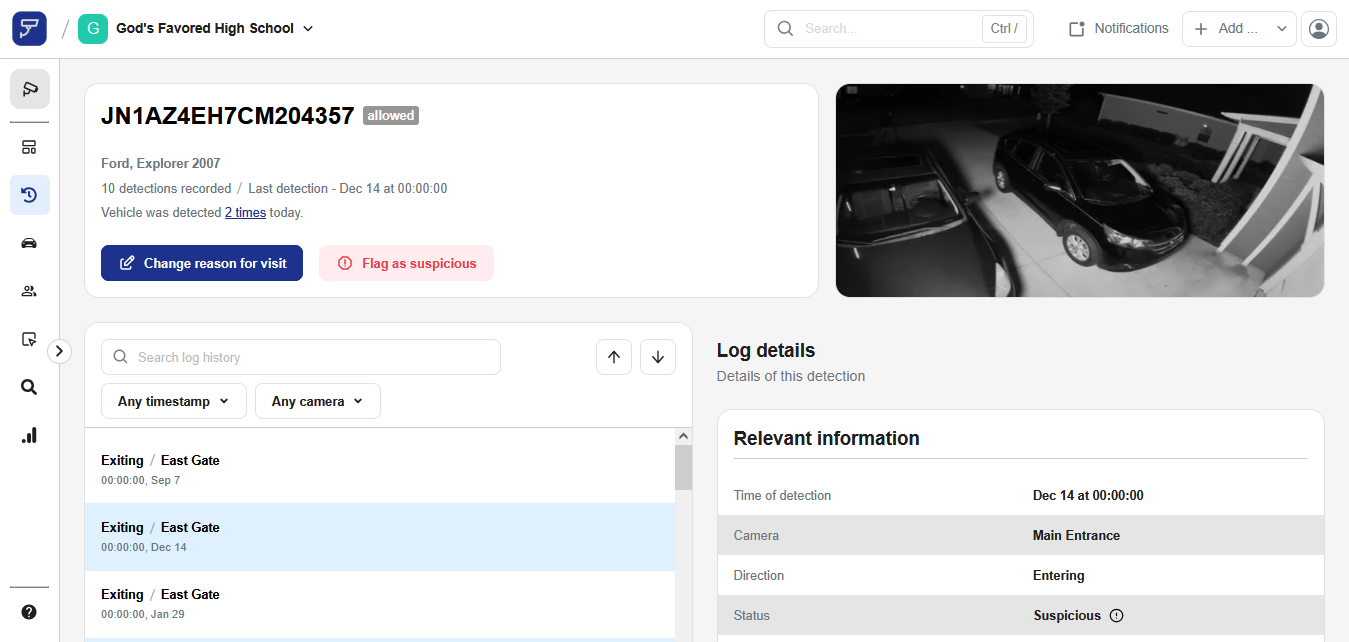 G God's Favored High School
Search... Ctrl /
Notifications
Add ...
JN1AZ4EH7CM204357 allowed
Ford, Explorer 2007
10 detections recorded / Last detection - Dec 14 at 00:00:00
Vehicle was detected 2 times today.
Change reason for visit
Flag as suspicious
Search log history
Any timestamp
Any camera
Exiting / East Gate
00:00:00, Sep 7
Exiting / East Gate
00:00:00, Dec 14
Exiting / East Gate
00:00:00, Jan 29
Log details
Details of this detection
Relevant information
Time of detection Dec 14 at 00:00:00
Camera Main Entrance
Direction Entering
Status Suspicious